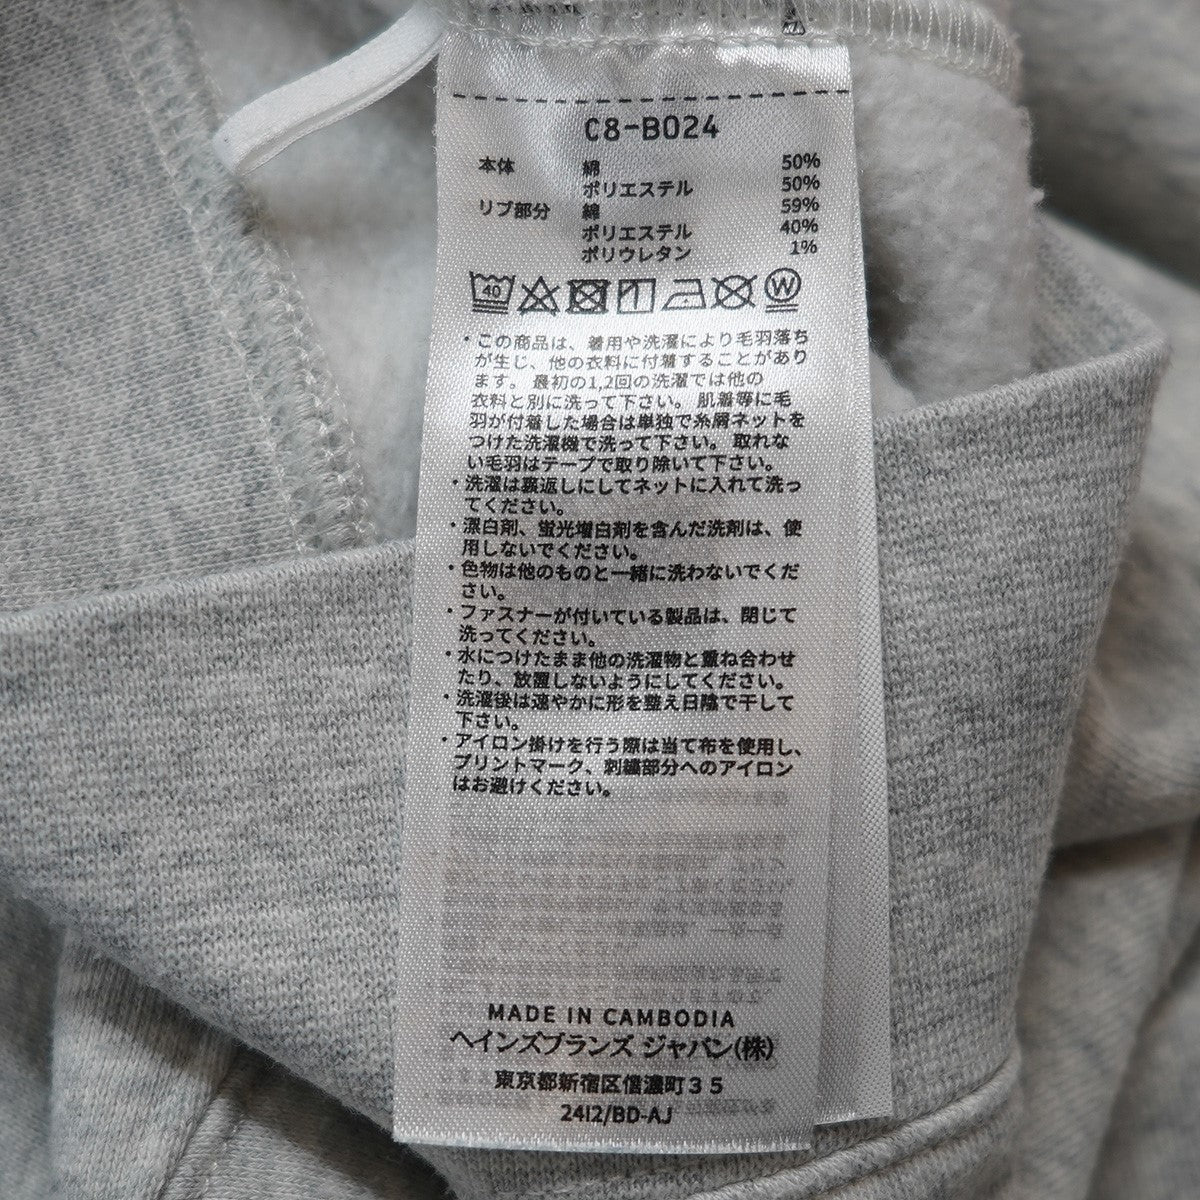 C8-B024
本体 綿 50%
ポリエステル 50%
リブ部分 綿 59%
ポリエステル 40%
ポリウレタン 1%
40 W
・この商品は、着用や洗濯により毛羽落ち
が生じ、他の衣料に付着することがあり
ます。最初の1,2回の洗濯では他の
衣料と別に洗って下さい。肌着等に毛
羽が付着した場合は単独で糸屑ネットを
つけた洗濯機で洗って下さい。取れな
い毛羽はテープで取り除いて下さい。
・洗濯は裏返しにしてネットに入れて洗っ
てください。
・漂白剤、蛍光増白剤を含んだ洗剤は、使
用しないでください。
・色物は他のものと一緒に洗わないでくだ
さい。
・ファスナーが付いている製品は、閉じて
洗ってください。
・水につけたまま他の洗濯物と重ね合わせ
たり、放置しないようにしてください。
・洗濯後は速やかに形を整え日陰で干して
下さい。
・アイロン掛けを行う際は当て布を使用し、
プリントマーク、刺繍部分へのアイロン
はお避けください。
MADE IN CAMBODIA
ヘインズブランズ ジャパン(株)
東京都新宿区信濃町35
2412/BD-AJ